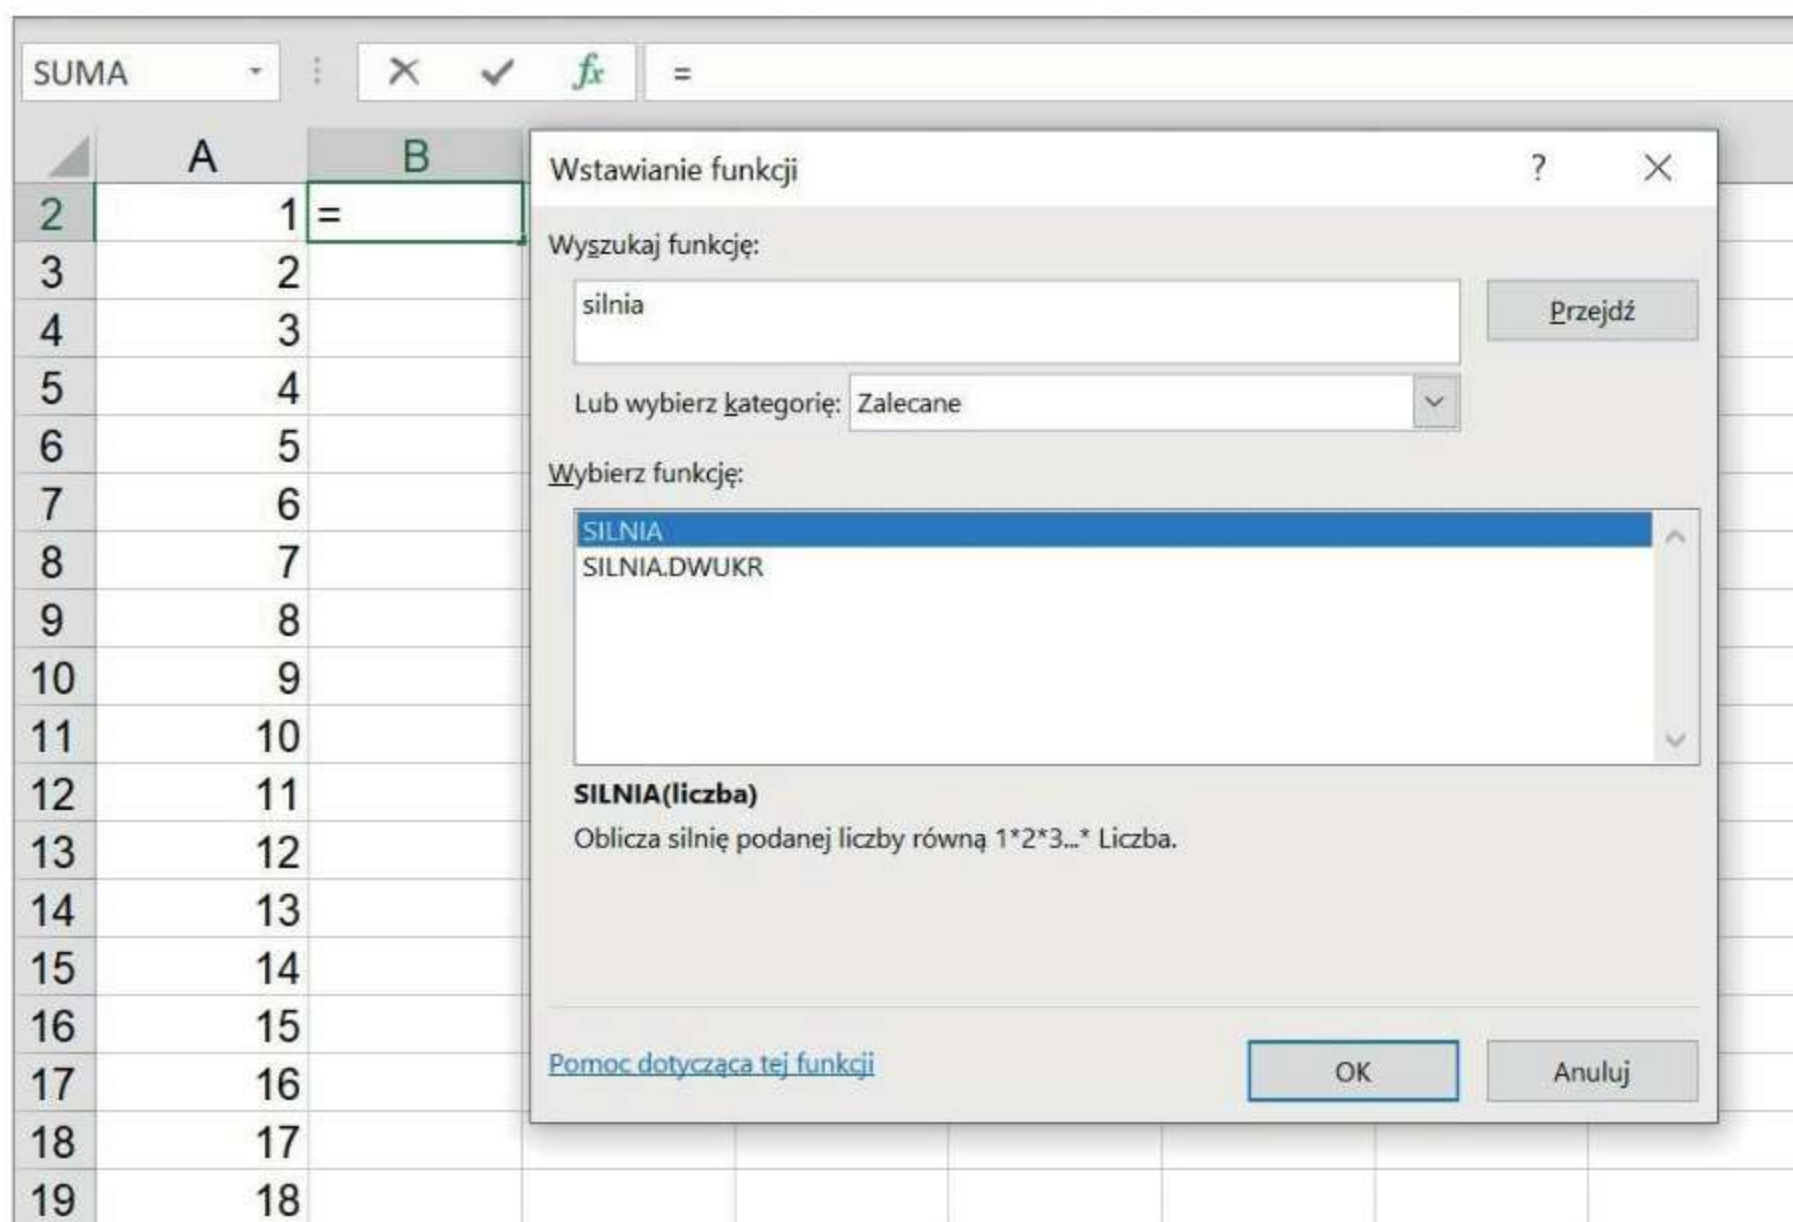 SUMA fx =
A B
2 1 =
3 2
4 3
5 4
6 5
7 6
8 7
9 8
10 9
11 10
12 11
13 12
14 13
15 14
16 15
17 16
18 17
19 18
Wstawianie funkcji ?
Wyszukaj funkcję:
silnia
Przejdź
Lub wybierz kategorię: Zalecane
Wybierz funkcję:
SILNIA
SILNIA.DWUKR
SILNIA(liczba)
Oblicza silnię podanej liczby równą 1*2*3...* Liczba.
Pomoc dotycząca tej funkcji
OK Anuluj